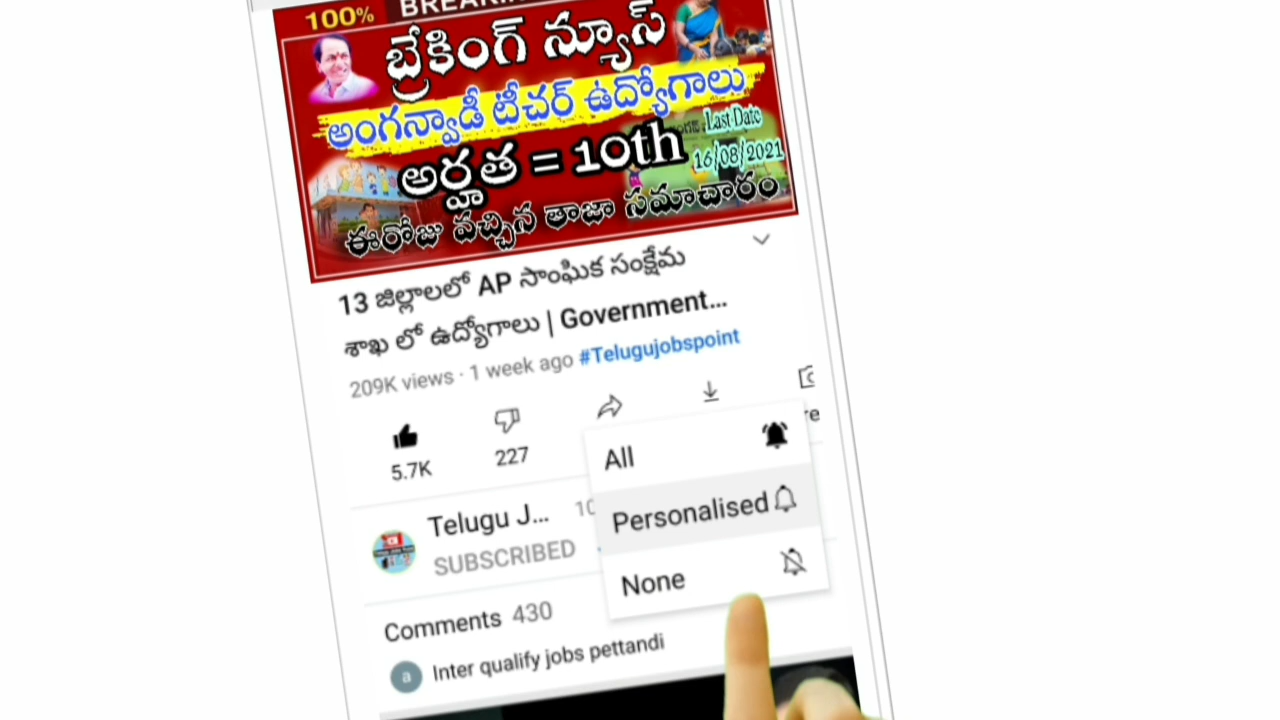 100% BREAKING
బ్రేకింగ్ న్యూస్
అంగన్వాడీ టీచర్ ఉద్యోగాలు
Last Date
అర్హత = 10th
16/08/2021
ఈరోజు వచ్చిన తాజా సమాచారం
13 జిల్లాలలో AP సాంఘిక సంక్షేమ
శాఖ లో ఉద్యోగాలు | Government...
209K views · 1 week ago #Telugujobspoint
5.7K
227
All
Personalised
None
Telugu J...
SUBSCRIBED
Comments 430
a
Inter qualify jobs pettandi